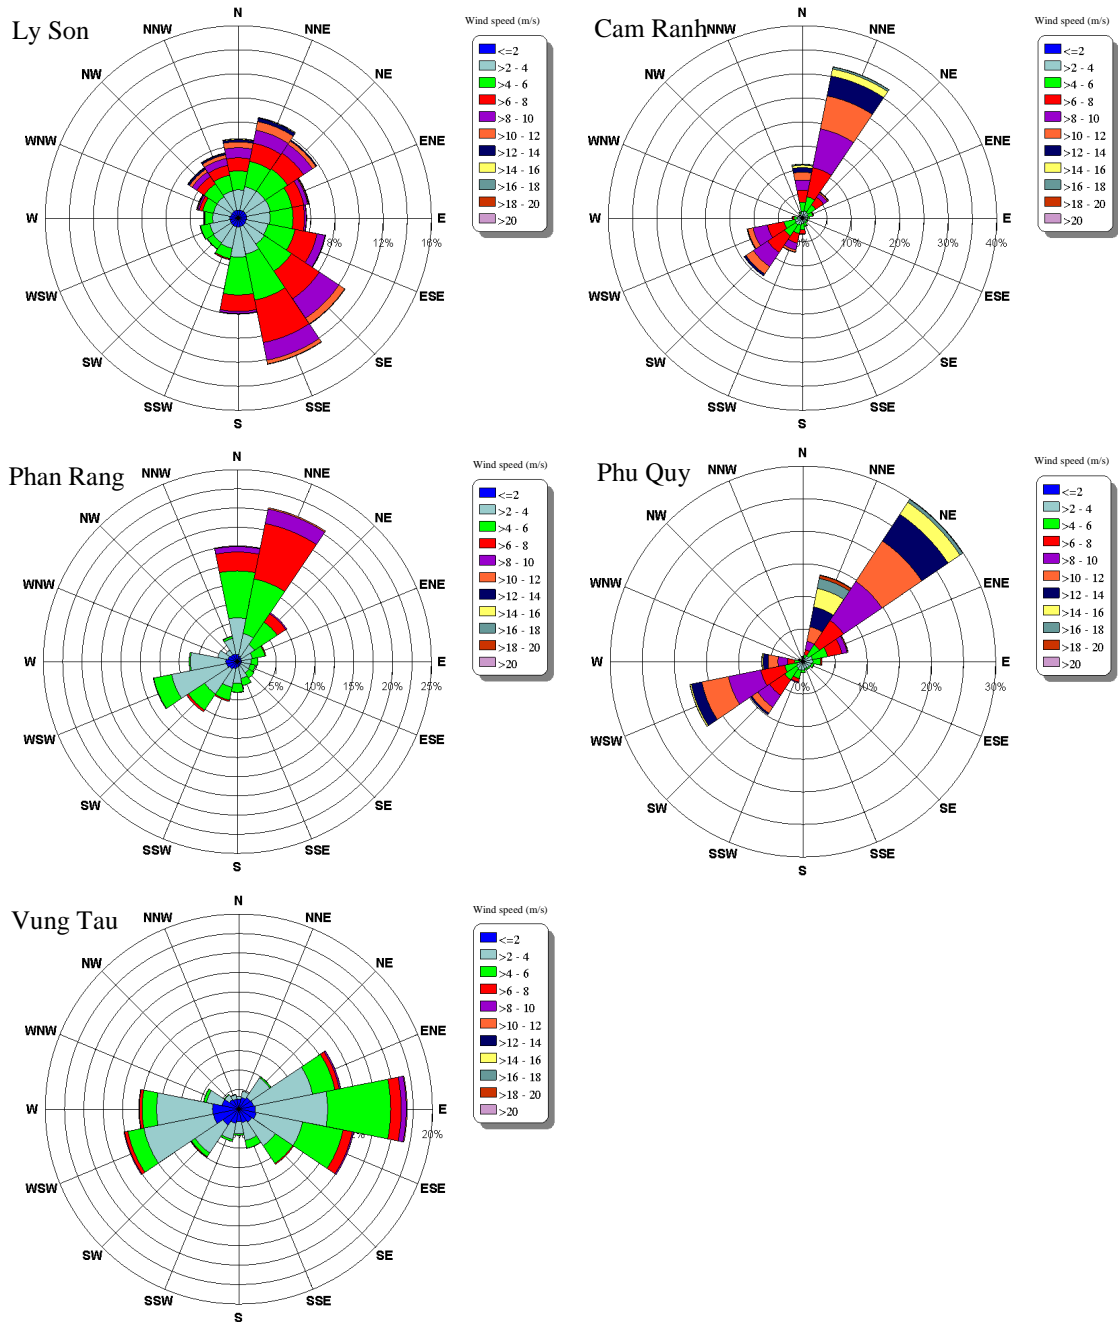 Ly Son
N
NNE
NE
ENE
E
ESE
SE
SSE
S
SSW
SW
WSW
W
WNW
NW
NNW
8%
12%
16%
Wind speed (m/s)
<=2
>2 - 4
>4 - 6
>6 - 8
>8 - 10
>10 - 12
>12 - 14
>14 - 16
>16 - 18
>18 - 20
>20
Cam Ranh
N
NNE
NE
ENE
E
ESE
SE
SSE
S
SSW
SW
WSW
W
WNW
NW
NNW
0%
10%
20%
30%
40%
Wind speed (m/s)
<=2
>2 - 4
>4 - 6
>6 - 8
>8 - 10
>10 - 12
>12 - 14
>14 - 16
>16 - 18
>18 - 20
>20
Phan Rang
N
NNE
NE
ENE
E
ESE
SE
SSE
S
SSW
SW
WSW
W
WNW
NW
NNW
5%
10%
15%
20%
25%
Wind speed (m/s)
<=2
>2 - 4
>4 - 6
>6 - 8
>8 - 10
>10 - 12
>12 - 14
>14 - 16
>16 - 18
>18 - 20
>20
Phu Quy
N
NNE
NE
ENE
E
ESE
SE
SSE
S
SSW
SW
WSW
W
WNW
NW
NNW
0%
10%
20%
30%
Wind speed (m/s)
<=2
>2 - 4
>4 - 6
>6 - 8
>8 - 10
>10 - 12
>12 - 14
>14 - 16
>16 - 18
>18 - 20
>20
Vung Tau
N
NNE
NE
ENE
E
ESE
SE
SSE
S
SSW
SW
WSW
W
WNW
NW
NNW
20%
Wind speed (m/s)
<=2
>2 - 4
>4 - 6
>6 - 8
>8 - 10
>10 - 12
>12 - 14
>14 - 16
>16 - 18
>18 - 20
>20